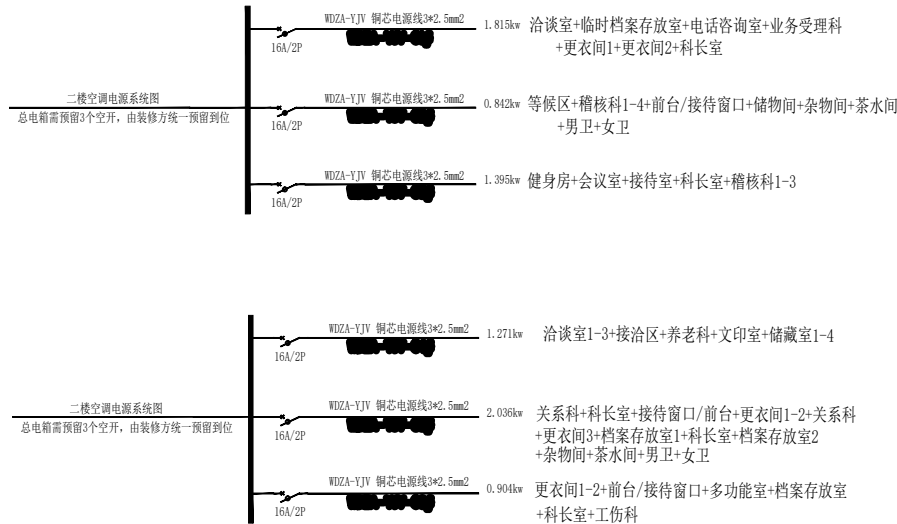 WDZA-YJV 铜芯电源线3*2.5mm2
16A/2P
1.815kw 洽谈室+临时档案存放室+电话咨询室+业务受理科
+更衣间1+更衣间2+科长室
二楼空调电源系统图
总电箱需预留3个空开，由装修方统一预留到位
WDZA-YJV 铜芯电源线3*2.5mm2
16A/2P
0.842kw 等候区+稽核科1-4+前台/接待窗口+储物间+杂物间+茶水间
+男卫+女卫
WDZA-YJV 铜芯电源线3*2.5mm2
16A/2P
1.395kw 健身房+会议室+接待室+科长室+稽核科1-3
WDZA-YJV 铜芯电源线3*2.5mm2
16A/2P
1.271kw 洽谈室1-3+接洽区+养老科+文印室+储藏室1-4
二楼空调电源系统图
总电箱需预留3个空开，由装修方统一预留到位
WDZA-YJV 铜芯电源线3*2.5mm2
16A/2P
2.036kw 关系科+科长室+接待窗口/前台+更衣间1-2+关系科
+更衣间3+档案存放室1+科长室+档案存放室2
+杂物间+茶水间+男卫+女卫
WDZA-YJV 铜芯电源线3*2.5mm2
16A/2P
0.904kw 更衣间1-2+前台/接待窗口+多功能室+档案存放室
+科长室+工伤科